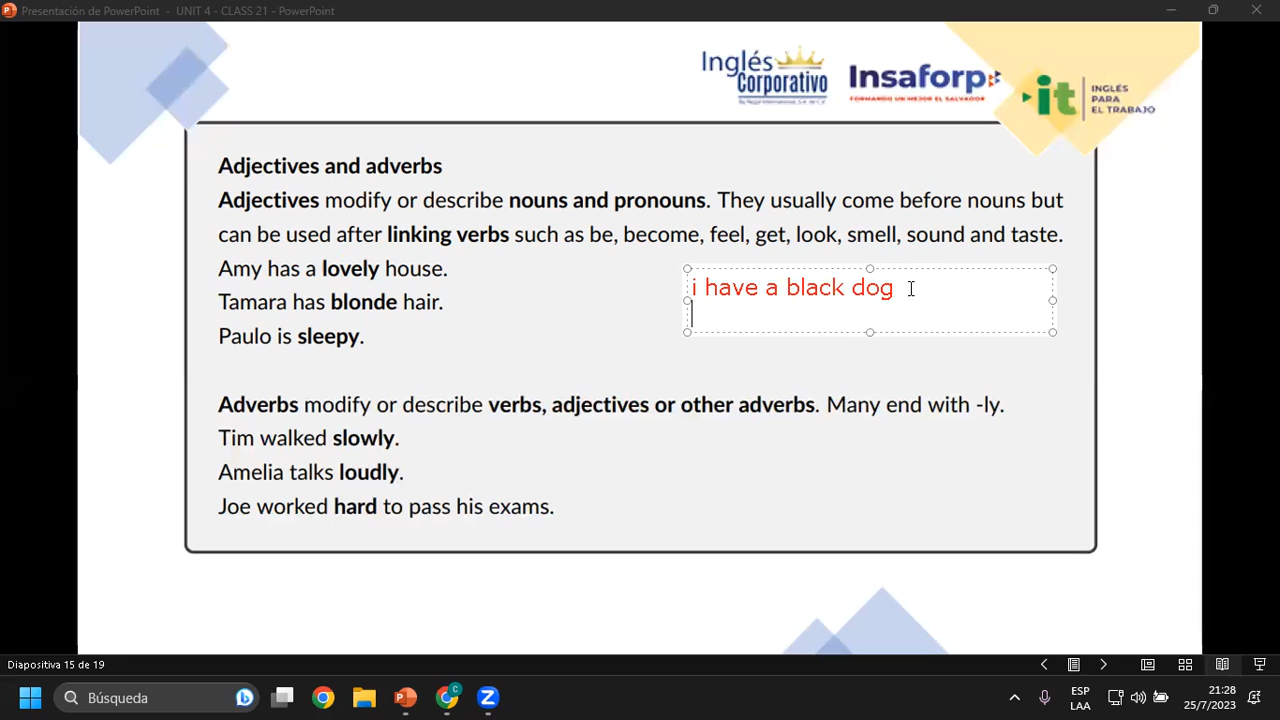 Presentación de PowerPoint - UNIT 4 - CLASS 21 - PowerPoint
Inglés
Corporativo
Insaforp
FORMANDO UN MEJOR EL SALVADOR
it
INGLÉS
PARA
EL TRABAJO
Adjectives and adverbs
Adjectives modify or describe nouns and pronouns. They usually come before nouns but
can be used after linking verbs such as be, become, feel, get, look, smell, sound and taste.
Amy has a lovely house.
i have a black dog
Tamara has blonde hair.
Paulo is sleepy.
Adverbs modify or describe verbs, adjectives or other adverbs. Many end with -ly.
Tim walked slowly.
Amelia talks loudly.
Joe worked hard to pass his exams.
Diapositiva 15 de 19
Búsqueda
ESP
LAA
21:28
25/7/2023